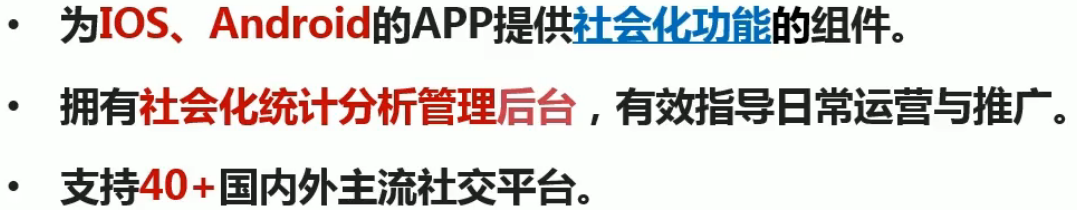 • 为IOS、Android的APP提供社会化功能的组件。
• 拥有社会化统计分析管理后台，有效指导日常运营与推广。
• 支持40+国内外主流社交平台。